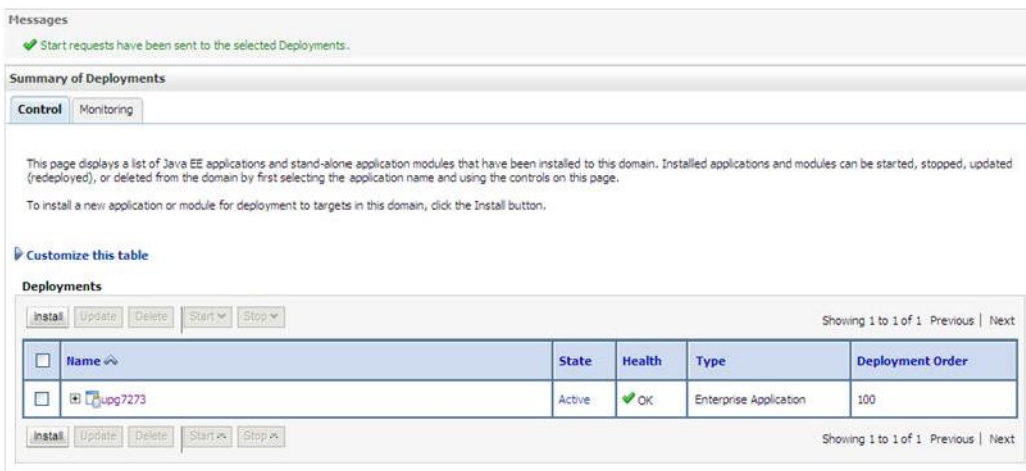 Messages
Start requests have been sent to the selected Deployments..
Summary of Deployments
Control Monitoring
This page displays a list of Java EE applications and stand-alone application modules that have been installed to this domain. Installed applications and modules can be started, stopped, updated
(redeployed), or deleted from the domain by first selecting the application name and using the controls on this page.
To install a new application or module for deployment to targets in this domain, click the Install button.
Customize this table
Deployments
Install Update Delete Start Stop Showing 1 to 1 of 1 Previous | Next
Name State Health Type Deployment Order
upg7273 Active OK Enterprise Application 100
Install Update Delete Start Stop Showing 1 to 1 of 1 Previous | Next